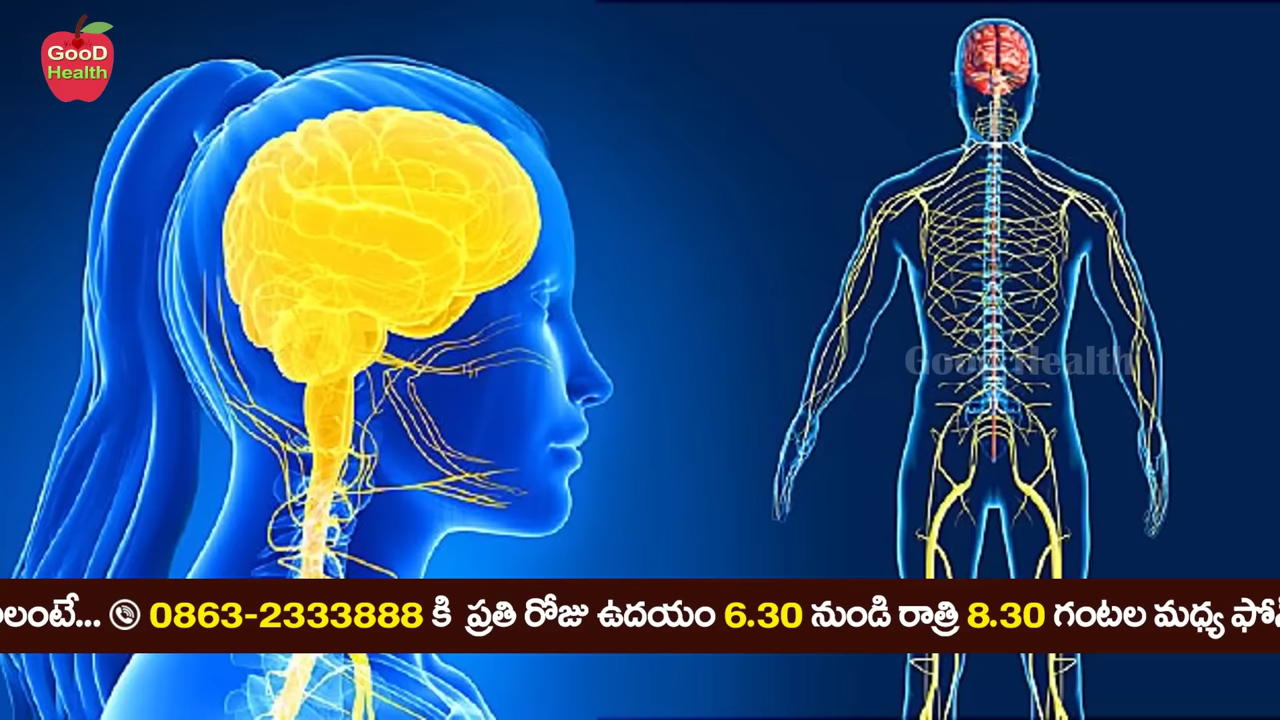 GooD
Health
Good Health
...లంటే... 0863-2333888 కి ప్రతి రోజు ఉదయం 6.30 నుండి రాత్రి 8.30 గంటల మధ్య